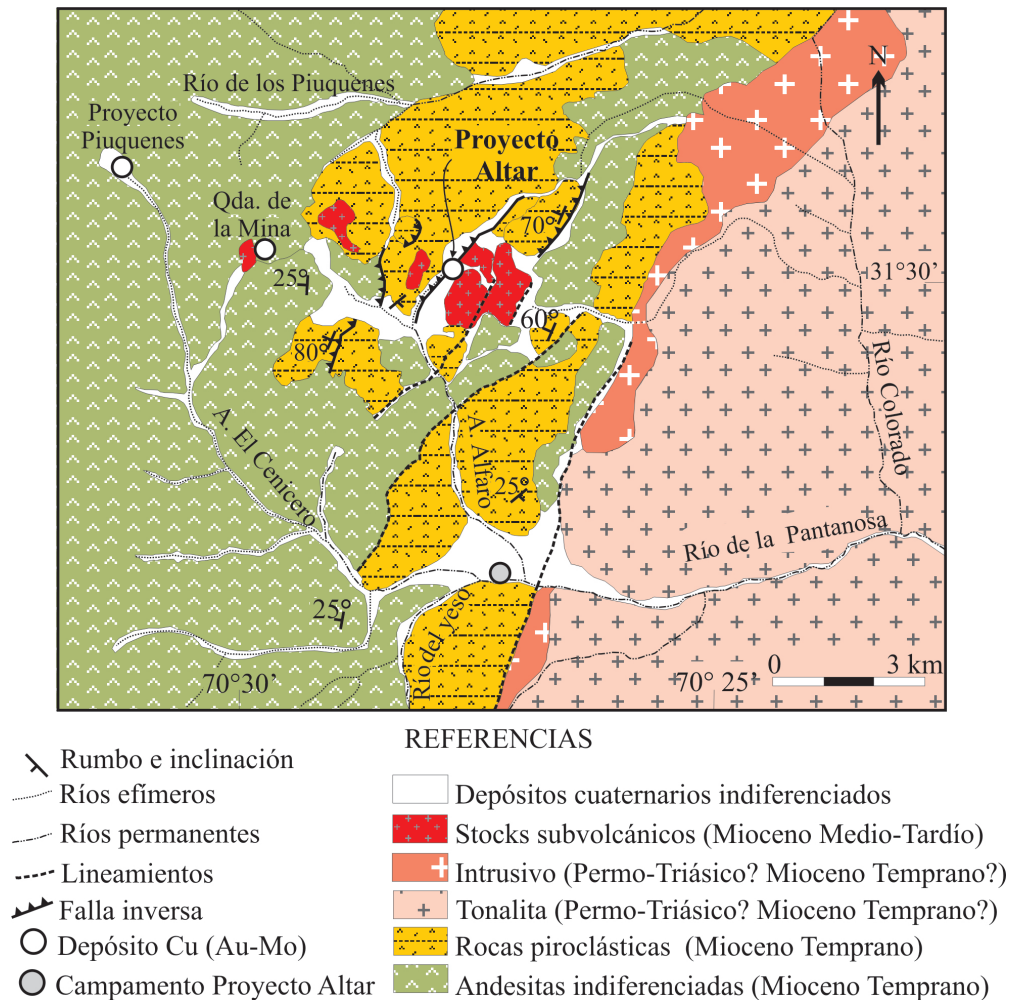 Río de los Piuquenes
N
Proyecto
Piuquenes
Proyecto
Altar
Qda. de
la Mina
70°
25°
31°30’
60°
80°
Río Colorado
A. El Cenicero
A. Altaro
25°
Río de la Pantanosa
25°
Río del yeso
70°30’
70° 25’
0 3 km
REFERENCIAS
Rumbo e inclinación
Ríos efímeros
Ríos permanentes
Lineamientos
Falla inversa
Depósito Cu (Au-Mo)
Campamento Proyecto Altar
Depósitos cuaternarios indiferenciados
Stocks subvolcánicos (Mioceno Medio-Tardío)
Intrusivo (Permo-Triásico? Mioceno Temprano?)
Tonalita (Permo-Triásico? Mioceno Temprano?)
Rocas piroclásticas (Mioceno Temprano)
Andesitas indiferenciadas (Mioceno Temprano)